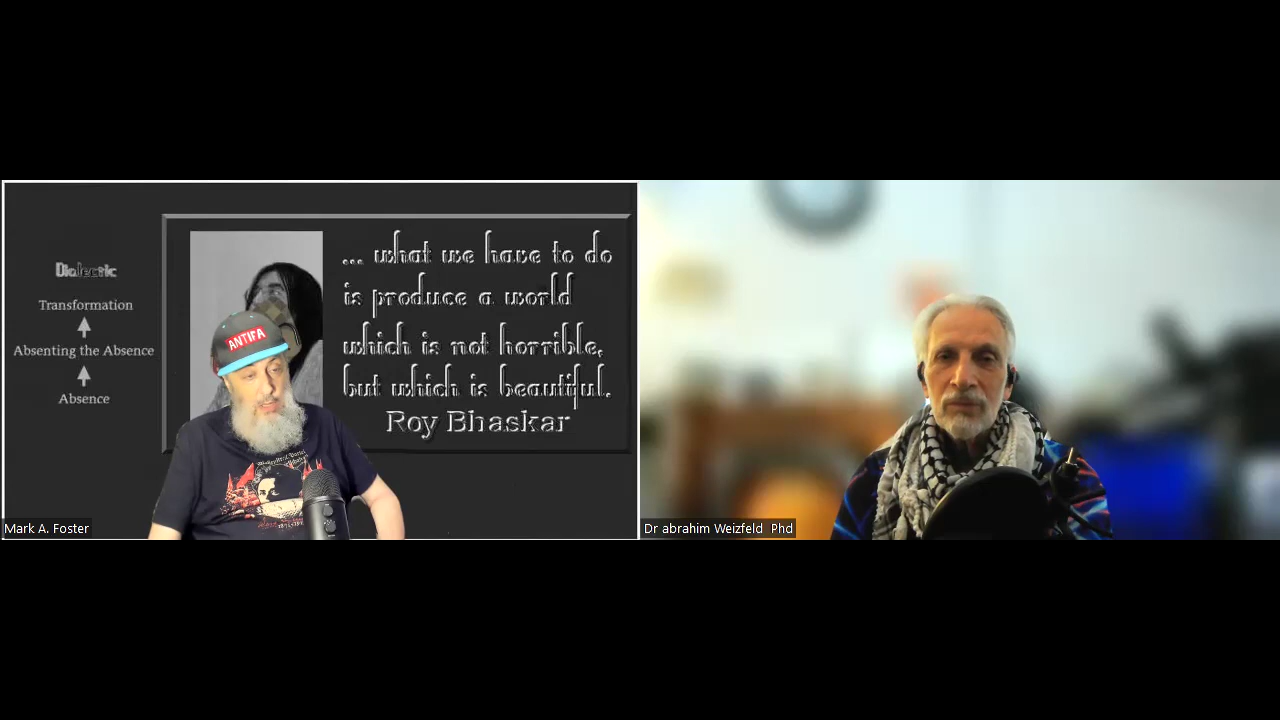 Dialectic
Transformation
Absenting the Absence
Absence
... what we have to do
is produce a world
which is not horrible,
but which is beautiful.
Roy Bhaskar
ANTIFA
Mark A. Foster
Dr abrahim Weizfeld Phd